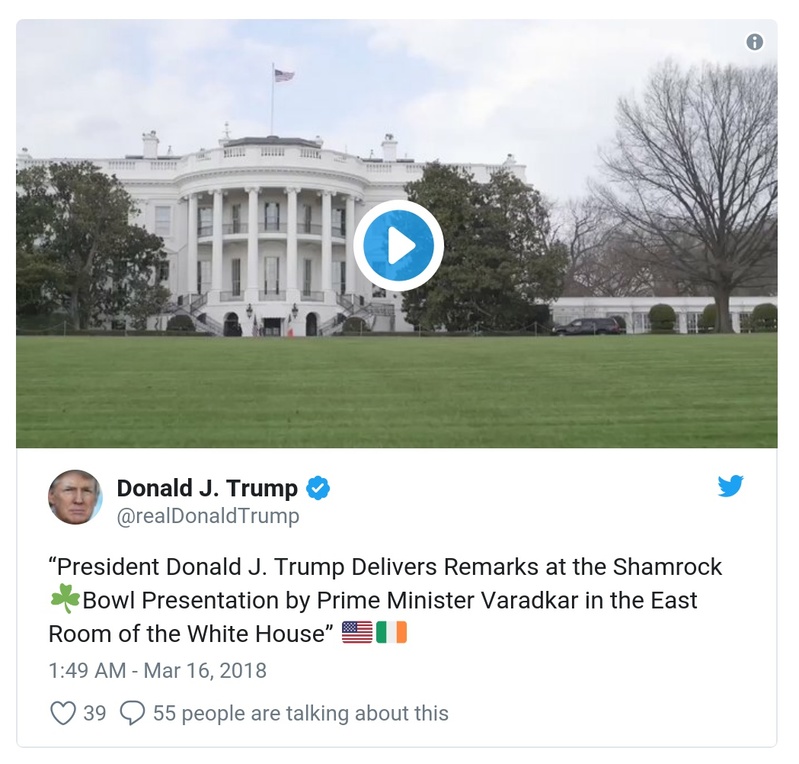 Donald J. Trump
@realDonaldTrump
“President Donald J. Trump Delivers Remarks at the Shamrock
☘️Bowl Presentation by Prime Minister Varadkar in the East
Room of the White House” 🇺🇸🇮🇪
1:49 AM - Mar 16, 2018
39 55 people are talking about this